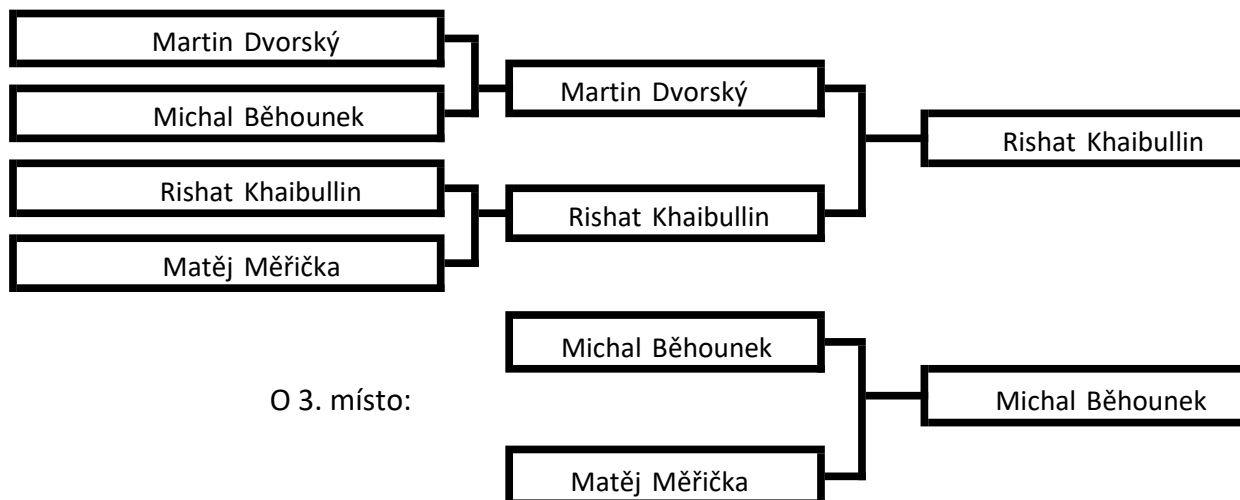 Martin Dvorský
Michal Běhounek
Rishat Khaibullin
Matěj Měřička
Martin Dvorský
Rishat Khaibullin
Rishat Khaibullin
O 3. místo:
Michal Běhounek
Matěj Měřička
Michal Běhounek